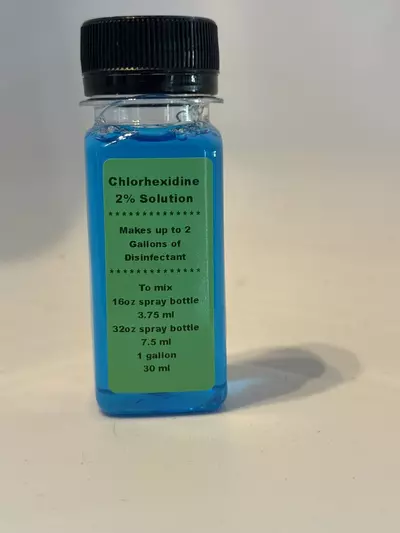 Chlorhexidine
2% Solution
**************
Makes up to 2
Gallons of
Disinfectant
**************
To mix
16oz spray bottle
3.75 ml
32oz spray bottle
7.5 ml
1 gallon
30 ml